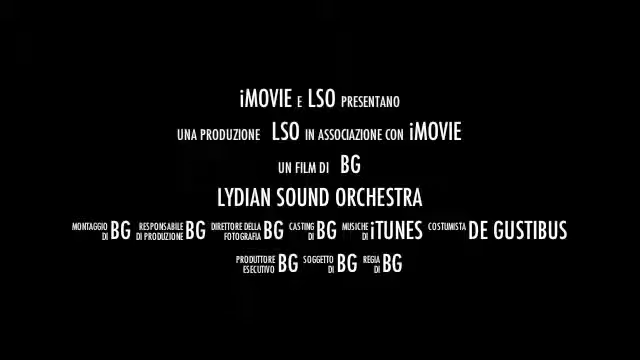 iMOVIE E LSO PRESENTANO
UNA PRODUZIONE LSO IN ASSOCIAZIONE CON iMOVIE
UN FILM DI BG
LYDIAN SOUND ORCHESTRA
MONTAGGIO DI BG RESPONSABILE DI PRODUZIONE BG DIRETTORE DELLA FOTOGRAFIA BG CASTING DI BG MUSICHE DI iTUNES COSTUMISTA DE GUSTIBUS
PRODUTTORE ESECUTIVO BG SOGGETTO DI BG REGIA DI BG